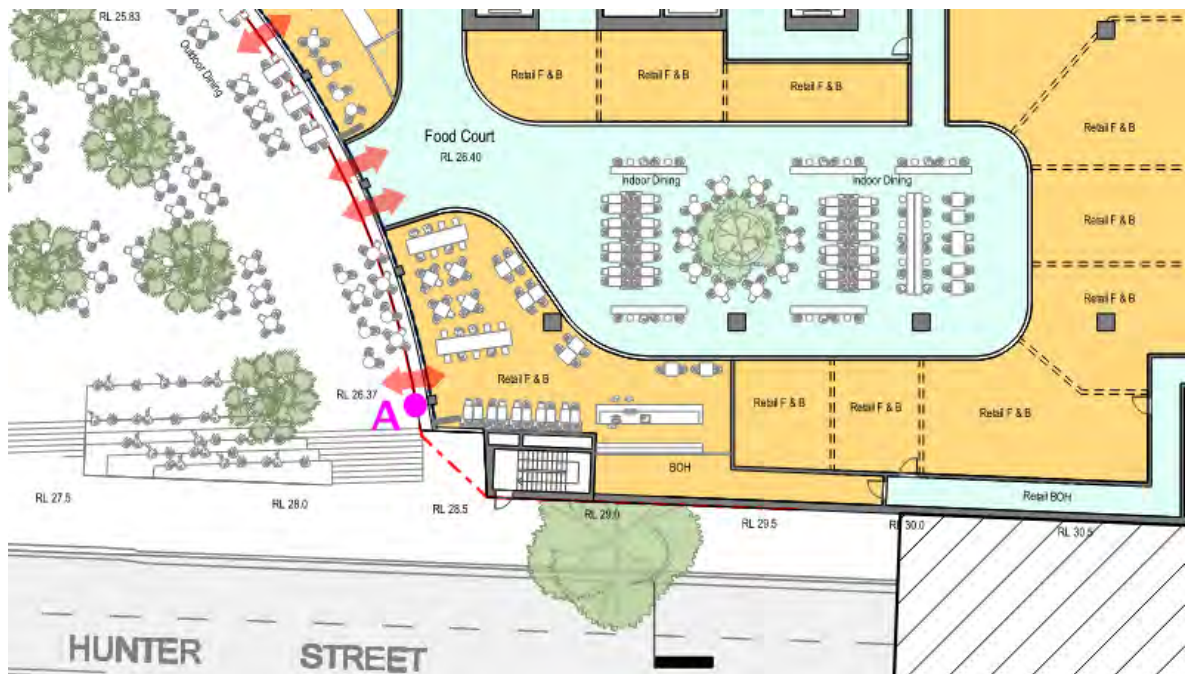 RL 25.83
Outdoor Dining
Retail F & B
Retail F & B
Retail F & B
Retail F & B
Food Court
RL 26.40
Indoor Dining
Indoor Dining
Retail F & B
Retail F & B
RL 26.37
A
Retail F & B
Retail F & B
Retail F & B
Retail F & B
BOH
Retail BOH
RL 27.5
RL 28.0
RL 28.5
RL 29.0
RL 29.5
RL 30.0
RL 30.5
HUNTER STREET